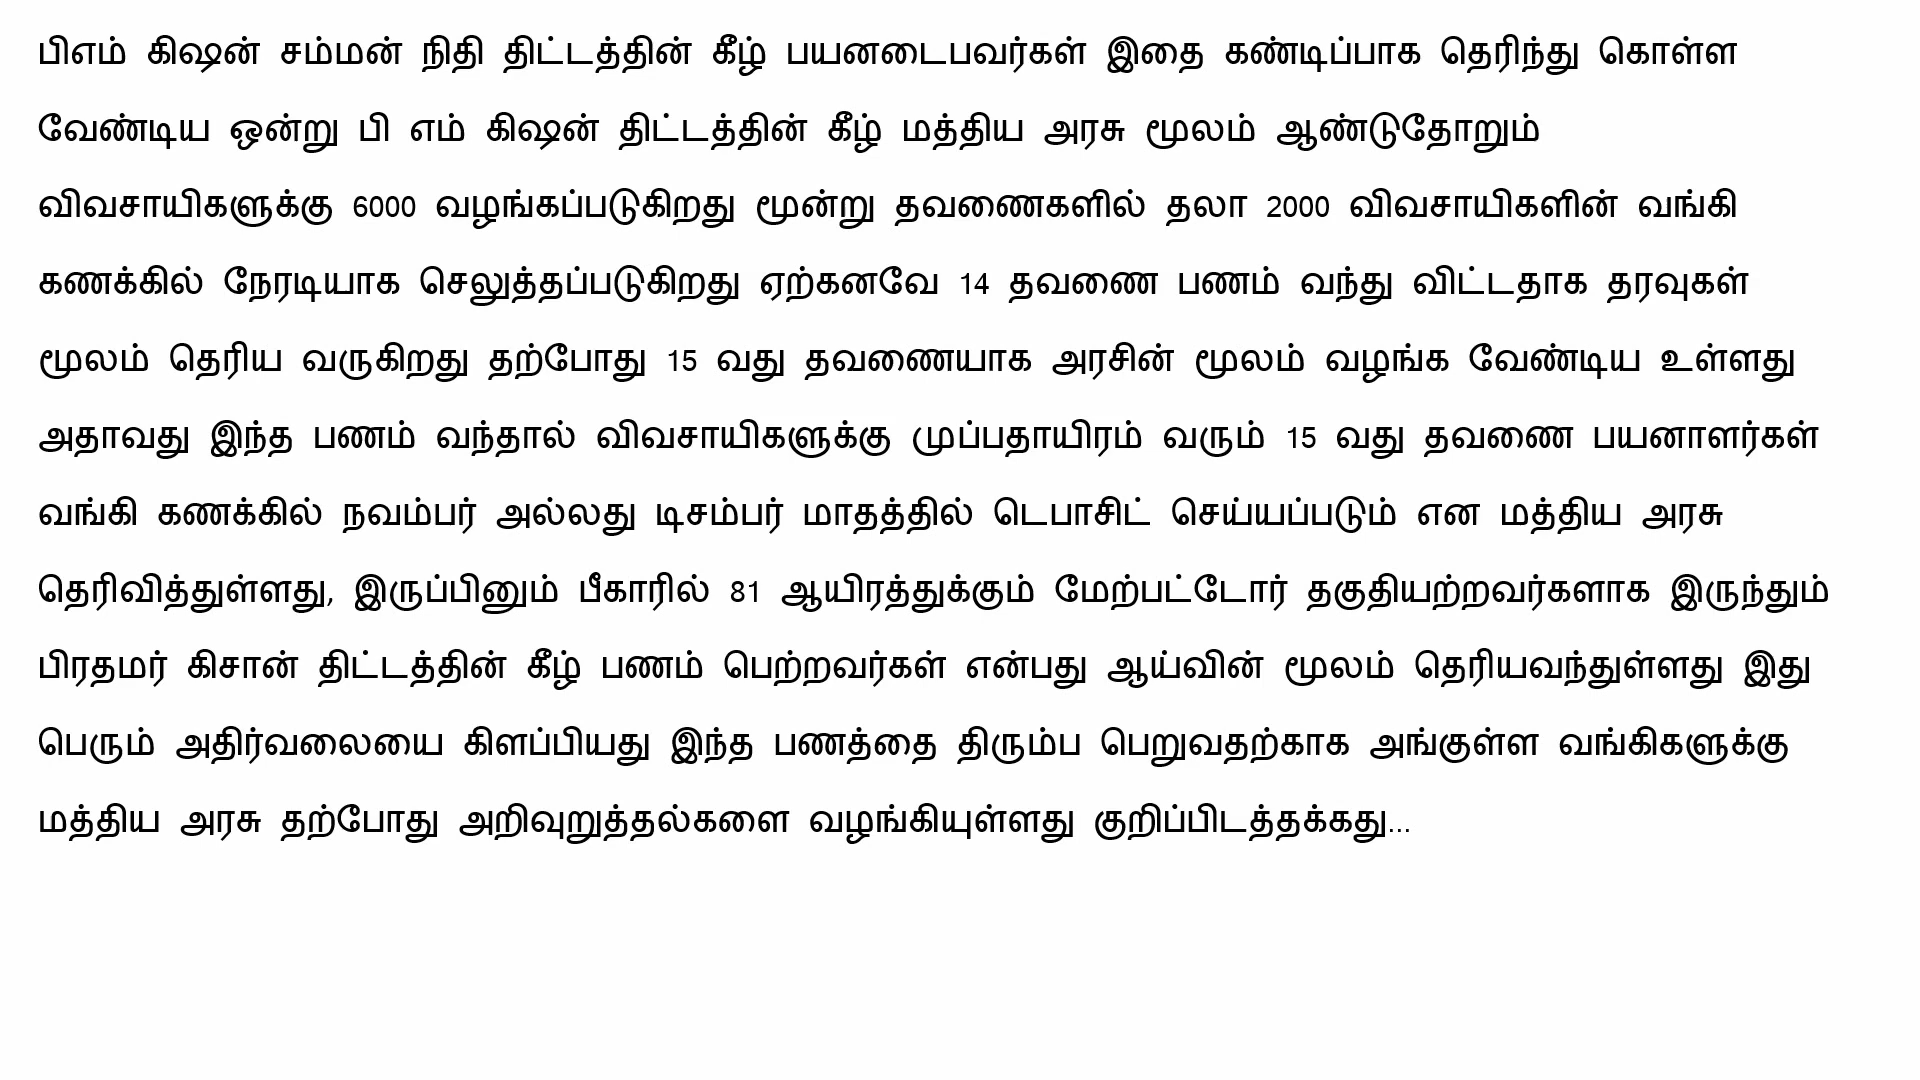 பிஎம் கிஷன் சம்மன் நிதி திட்டத்தின் கீழ் பயனடைபவர்கள் இதை கண்டிப்பாக தெரிந்து கொள்ள
வேண்டிய ஒன்று பி எம் கிஷன் திட்டத்தின் கீழ் மத்திய அரசு மூலம் ஆண்டுதோறும்
விவசாயிகளுக்கு 6000 வழங்கப்படுகிறது மூன்று தவணைகளில் தலா 2000 விவசாயிகளின் வங்கி
கணக்கில் நேரடியாக செலுத்தப்படுகிறது ஏற்கனவே 14 தவணை பணம் வந்து விட்டதாக தரவுகள்
மூலம் தெரிய வருகிறது தற்போது 15 வது தவணையாக அரசின் மூலம் வழங்க வேண்டிய உள்ளது
அதாவது இந்த பணம் வந்தால் விவசாயிகளுக்கு முப்பதாயிரம் வரும் 15 வது தவணை பயனாளர்கள்
வங்கி கணக்கில் நவம்பர் அல்லது டிசம்பர் மாதத்தில் டெபாசிட் செய்யப்படும் என மத்திய அரசு
தெரிவித்துள்ளது, இருப்பினும் பீகாரில் 81 ஆயிரத்துக்கும் மேற்பட்டோர் தகுதியற்றவர்களாக இருந்தும்
பிரதமர் கிசான் திட்டத்தின் கீழ் பணம் பெற்றவர்கள் என்பது ஆய்வின் மூலம் தெரியவந்துள்ளது இது
பெரும் அதிர்வலையை கிளப்பியது இந்த பணத்தை திரும்ப பெறுவதற்காக அங்குள்ள வங்கிகளுக்கு
மத்திய அரசு தற்போது அறிவுறுத்தல்களை வழங்கியுள்ளது குறிப்பிடத்தக்கது...